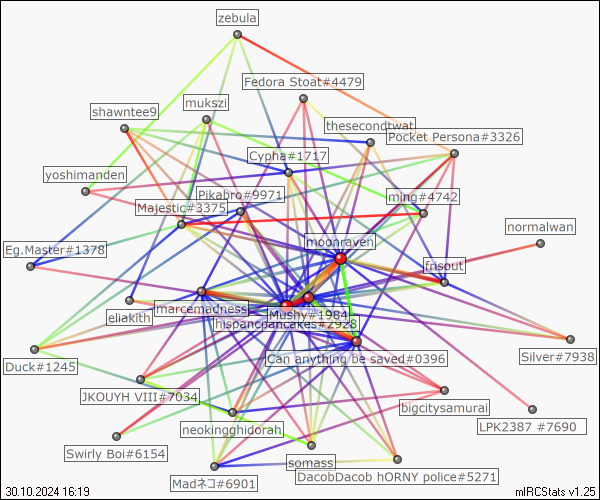 zebula
Fedora Stoat#4479
mukszi
shawntee9
thesecondtwat
Pocket Persona#3326
Cypha#1717
yoshimanden
Pikabro#9971
ming#4742
Majestic#3375
normalwan
moonraven
Eg.Master#1378
frisout
marcemadness
Mushy#1984
eliakith
hispancpancakes#2928
Can anything be saved#0396
Silver#7938
Duck#1245
JKOUYH VIII#7034
bigcitysamurai
LPK2387 #7690
neokingghidorah
Swirly Boi#6154
somass
DacobDacob hORNY police#5271
Madネコ#6901
30.10.2024 16:19
mIRCStats v1.25